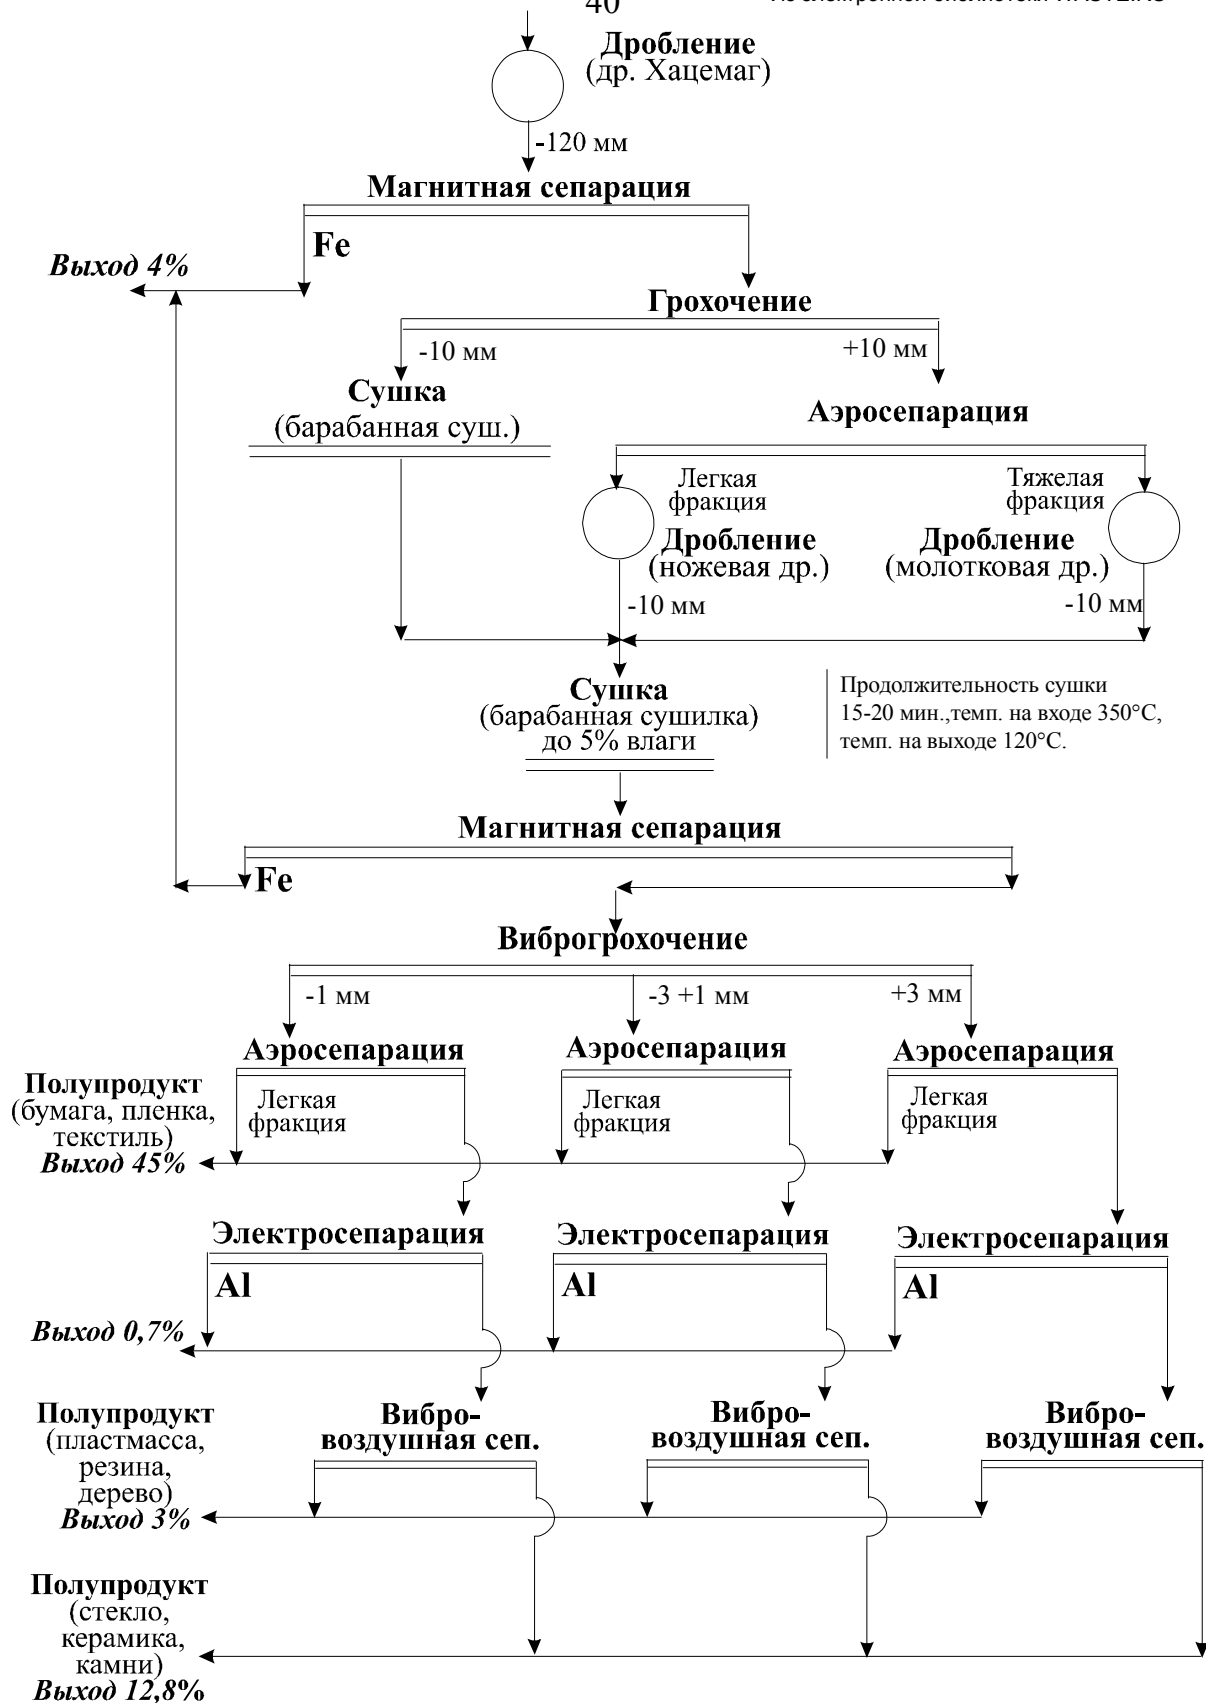 40
Из электронной библиотеки WASTE.RU
Дробление
(др. Хацемаг)
-120 мм
Магнитная сепарация
Fe
Выход 4%
Грохочение
-10 мм
+10 мм
Сушка
(барабанная суш.)
Аэросепарация
Легкая
фракция
Тяжелая
фракция
Дробление
(ножевая др.)
Дробление
(молотковая др.)
-10 мм
-10 мм
Сушка
(барабанная сушилка)
до 5% влаги
Продолжительность сушки
15-20 мин.,темп. на входе 350°С,
темп. на выходе 120°С.
Магнитная сепарация
Fe
Виброгрохочение
-1 мм
-3 +1 мм
+3 мм
Аэросепарация
Аэросепарация
Аэросепарация
Полупродукт
(бумага, пленка,
текстиль)
Выход 45%
Легкая
фракция
Легкая
фракция
Легкая
фракция
Электросепарация
Электросепарация
Электросепарация
Al
Al
Al
Выход 0,7%
Полупродукт
(пластмасса,
резина,
дерево)
Выход 3%
Вибро-
воздушная сеп.
Вибро-
воздушная сеп.
Вибро-
воздушная сеп.
Полупродукт
(стекло,
керамика,
камни)
Выход 12,8%